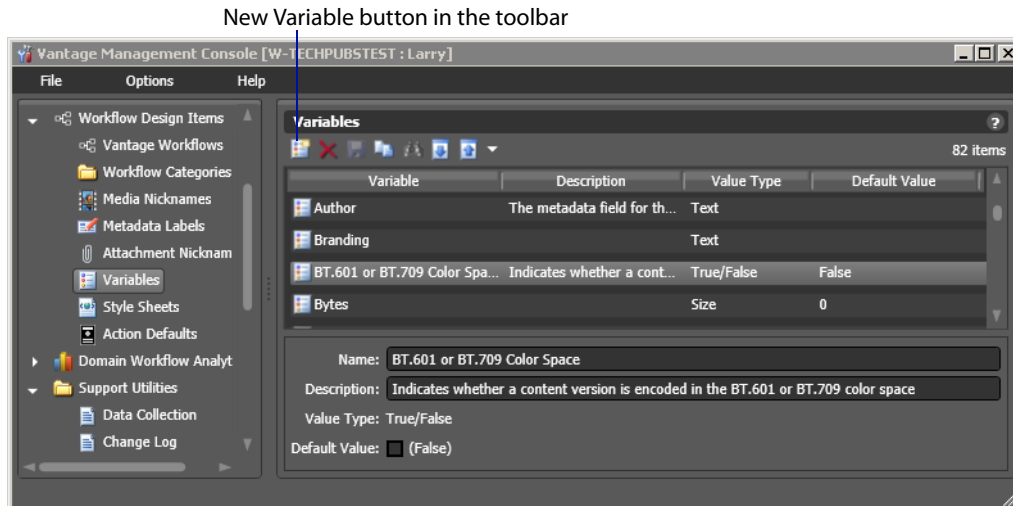 New Variable button in the toolbar
Vantage Management Console [W-TECHPUBSTEST : Larry]
File Options Help
Workflow Design Items
Vantage Workflows
Workflow Categories
Media Nicknames
Metadata Labels
Attachment Nicknam
Variables
Style Sheets
Action Defaults
Domain Workflow Analyt
Support Utilities
Data Collection
Change Log
Variables ?
82 items
Variable Description Value Type Default Value
Author The metadata field for th... Text
Branding Text
BT.601 or BT.709 Color Spa... Indicates whether a cont... True/False False
Bytes Size 0
Name: BT.601 or BT.709 Color Space
Description: Indicates whether a content version is encoded in the BT.601 or BT.709 color space
Value Type: True/False
Default Value: (False)